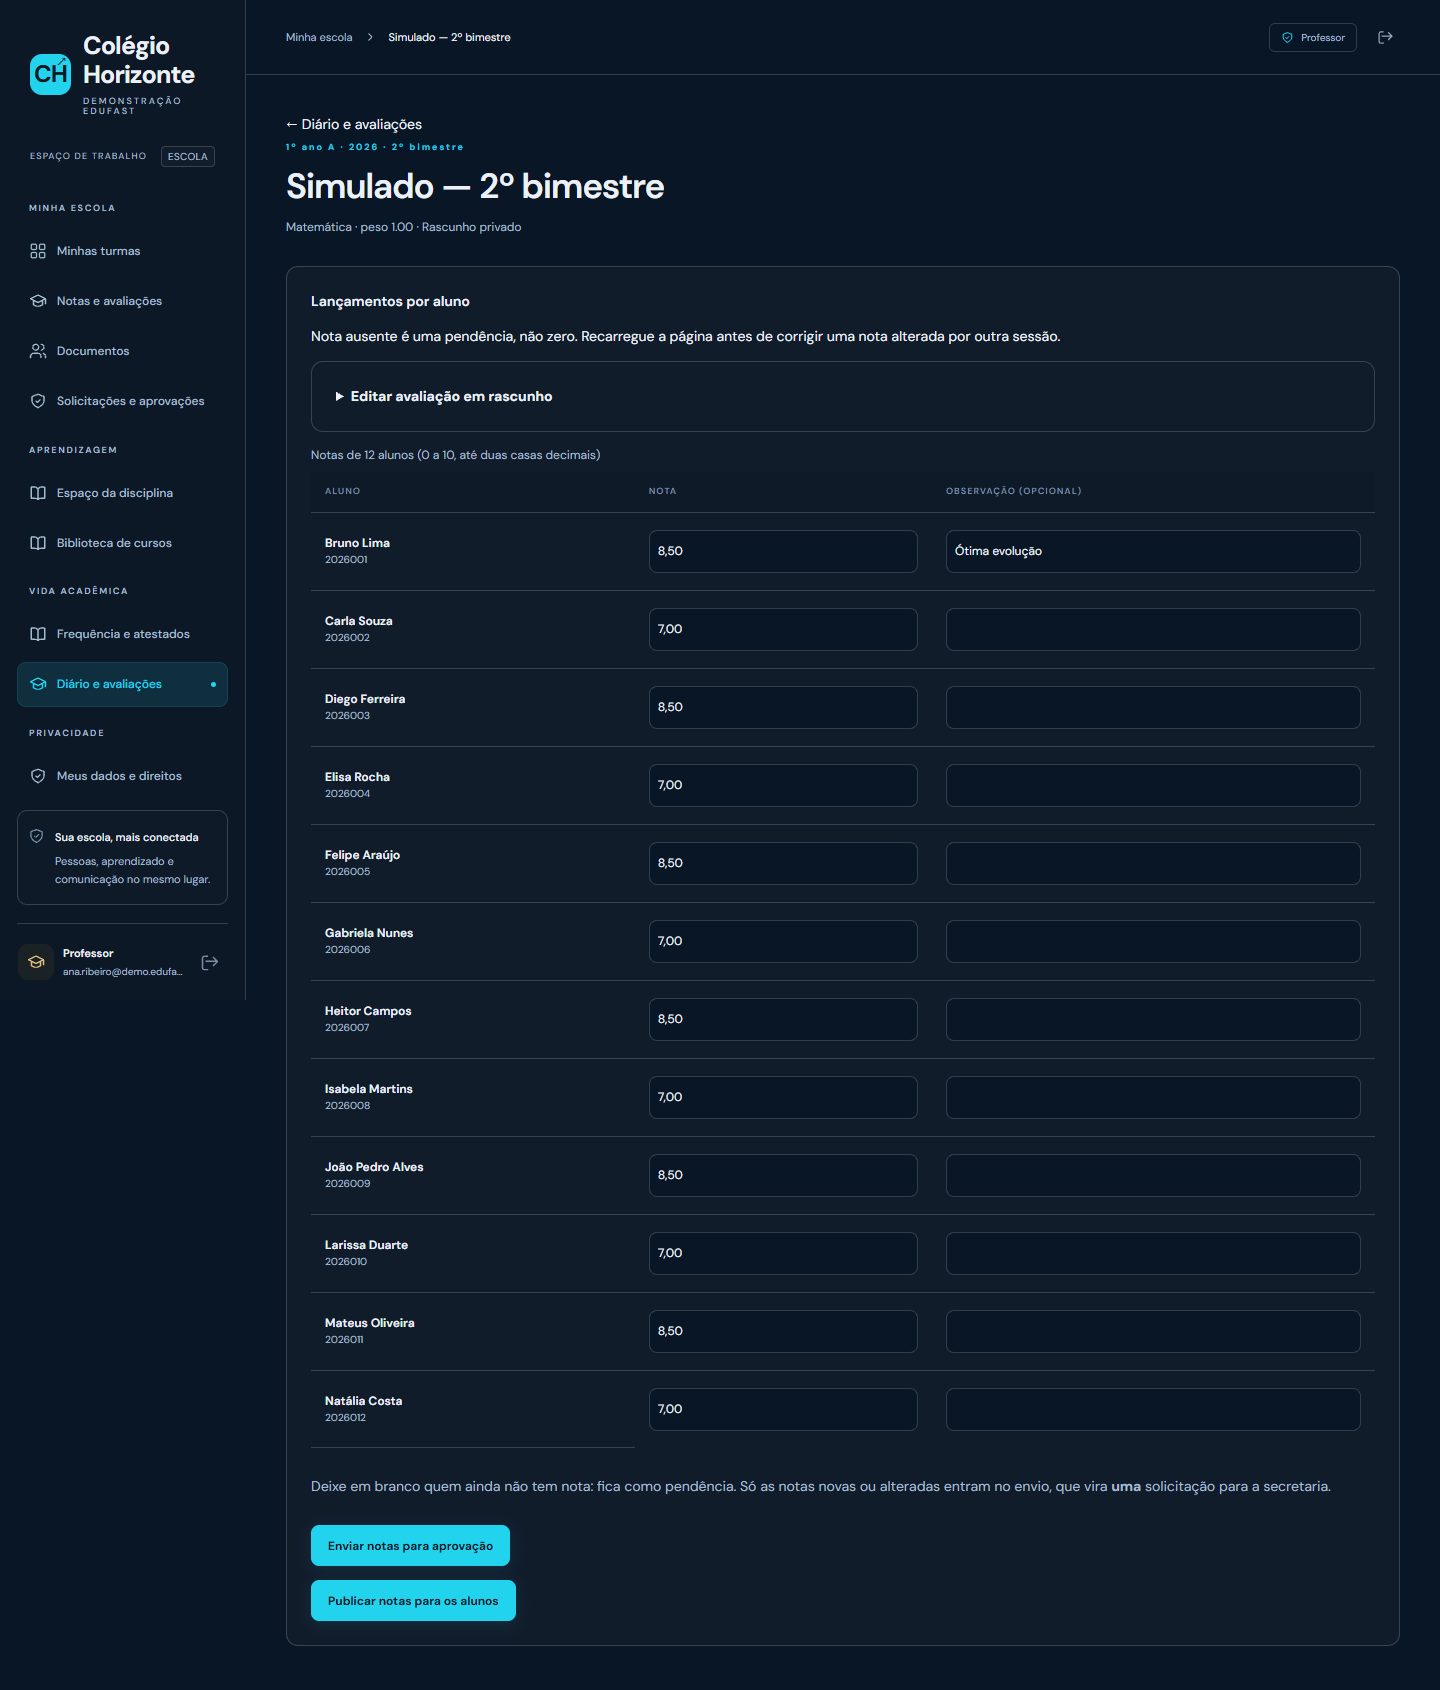 CH
Colégio
Horizonte
DEMONSTRAÇÃO
EDUFAST
ESPAÇO DE TRABALHO
ESCOLA
MINHA ESCOLA
Minhas turmas
Notas e avaliações
Documentos
Solicitações e aprovações
APRENDIZAGEM
Espaço da disciplina
Biblioteca de cursos
VIDA ACADÊMICA
Frequência e atestados
Diário e avaliações
PRIVACIDADE
Meus dados e direitos
Sua escola, mais conectada
Pessoas, aprendizado e
comunicação no mesmo lugar.
Professor
ana.ribeiro@demo.edufa...
Minha escola > Simulado — 2º bimestre
Professor
← Diário e avaliações
1º ano A · 2026 · 2º bimestre
Simulado — 2º bimestre
Matemática · peso 1.00 · Rascunho privado
Lançamentos por aluno
Nota ausente é uma pendência, não zero. Recarregue a página antes de corrigir uma nota alterada por outra sessão.
▶ Editar avaliação em rascunho
Notas de 12 alunos (0 a 10, até duas casas decimais)
ALUNO NOTA OBSERVAÇÃO (OPCIONAL)
Bruno Lima
2026001
8,50
Ótima evolução
Carla Souza
2026002
7,00
Diego Ferreira
2026003
8,50
Elisa Rocha
2026004
7,00
Felipe Araújo
2026005
8,50
Gabriela Nunes
2026006
7,00
Heitor Campos
2026007
8,50
Isabela Martins
2026008
7,00
João Pedro Alves
2026009
8,50
Larissa Duarte
2026010
7,00
Mateus Oliveira
2026011
8,50
Natália Costa
2026012
7,00
Deixe em branco quem ainda não tem nota: fica como pendência. Só as notas novas ou alteradas entram no envio, que vira uma solicitação para a secretaria.
Enviar notas para aprovação
Publicar notas para os alunos